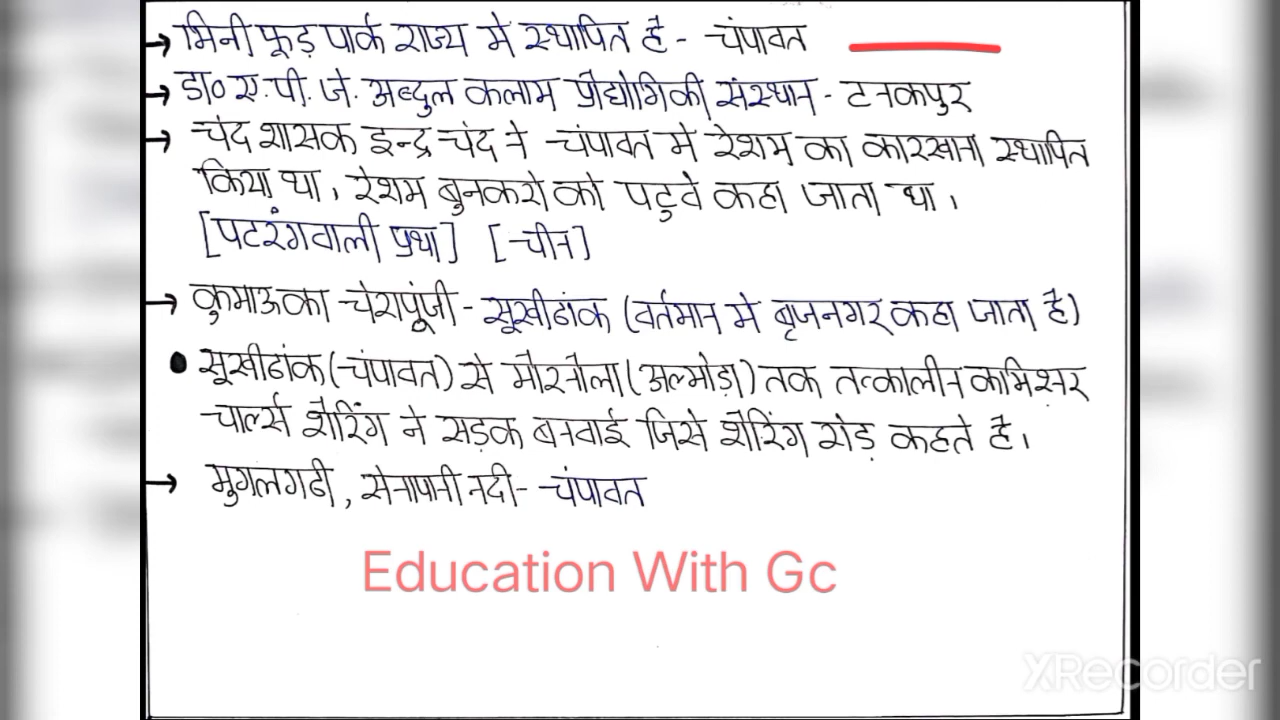 → मिनी फूड़ पार्क राज्य मे स्थापित है - चंपावत
→ डा० ए. पी. जे. अब्दुल कलाम प्रौद्योगिकी संस्थान - टनकपुर
→ चंद शासक इन्द्र चंद ने चंपावत मे रेशम का कारखाना स्थापित
किया था, रेशम बुनकरो को पटुवे कहा जाता था।
[पटरंगवाली प्रथा] [-चीन]
→ कुमाऊ का चेरापूंजी - सूखीढांक (वर्तमान मे बृजनगर कहा जाता है)
• सूखीढांक (चंपावत) से मोरनौला (अल्मोड़ा) तक तत्कालीन कमिश्नर
चार्ल्स शैरिंग ने सड़क बनवाई जिसे शैरिंग रोड़ कहते है।
→ मुगलगढी, सेनापानी नदी - चंपावत
Education With Gc
XRecorder